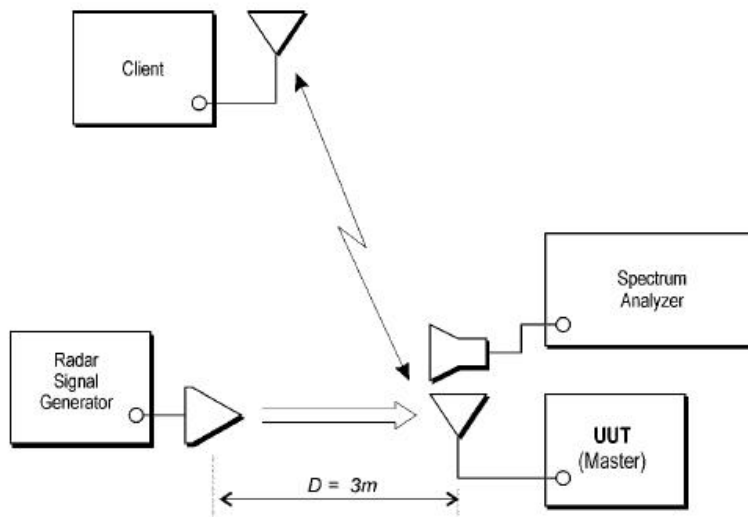 Client
Spectrum
Analyzer
Radar
Signal
Generator
UUT
(Master)
D = 3m